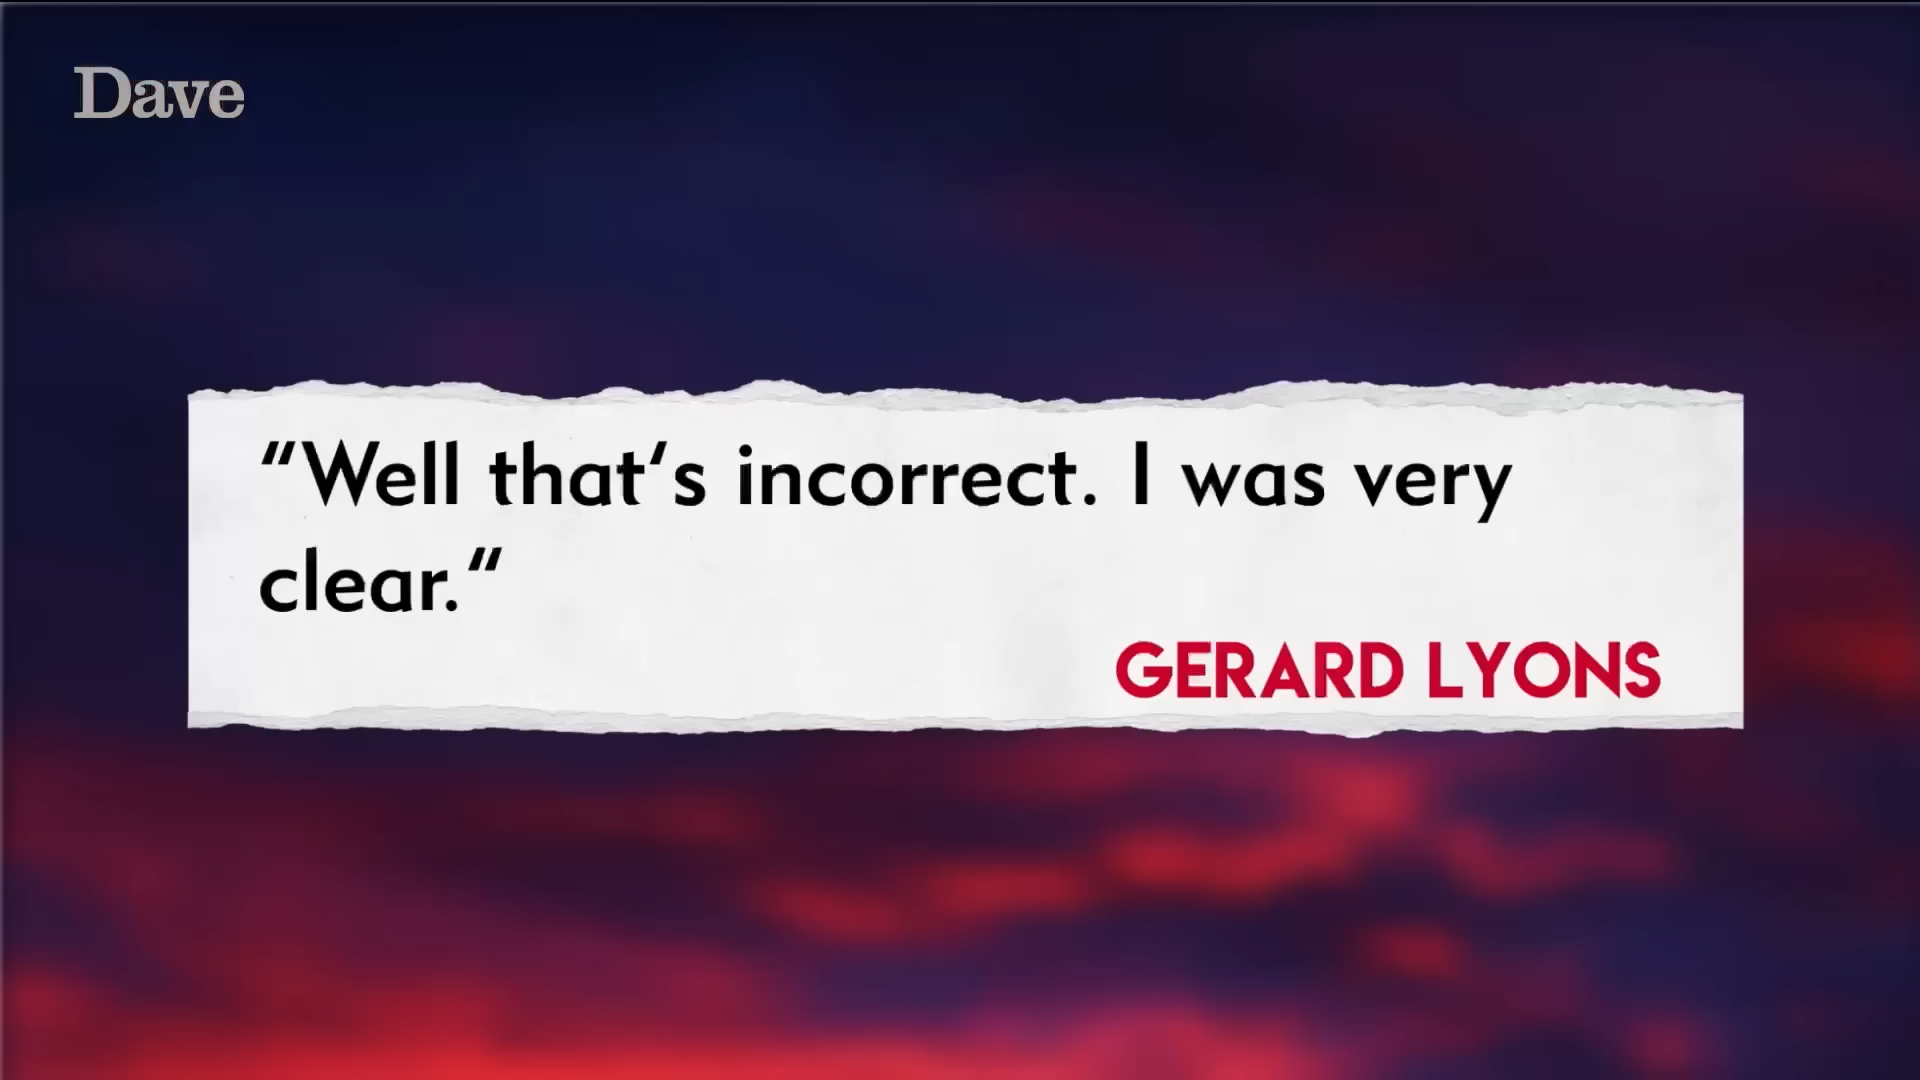 Dave
“Well that‘s incorrect. I was very
clear.“
GERARD LYONS